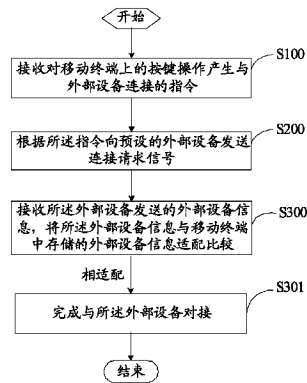 开始
S100
接收对移动终端上的按键操作产生与
外部设备连接的指令
S200
根据所述指令向预设的外部设备发送
连接请求信号
S300
接收所述外部设备发送的外部设备信
息，将所述外部设备信息与移动终端
中存储的外部设备信息适配比较
相适配
S301
完成与所述外部设备对接
结束